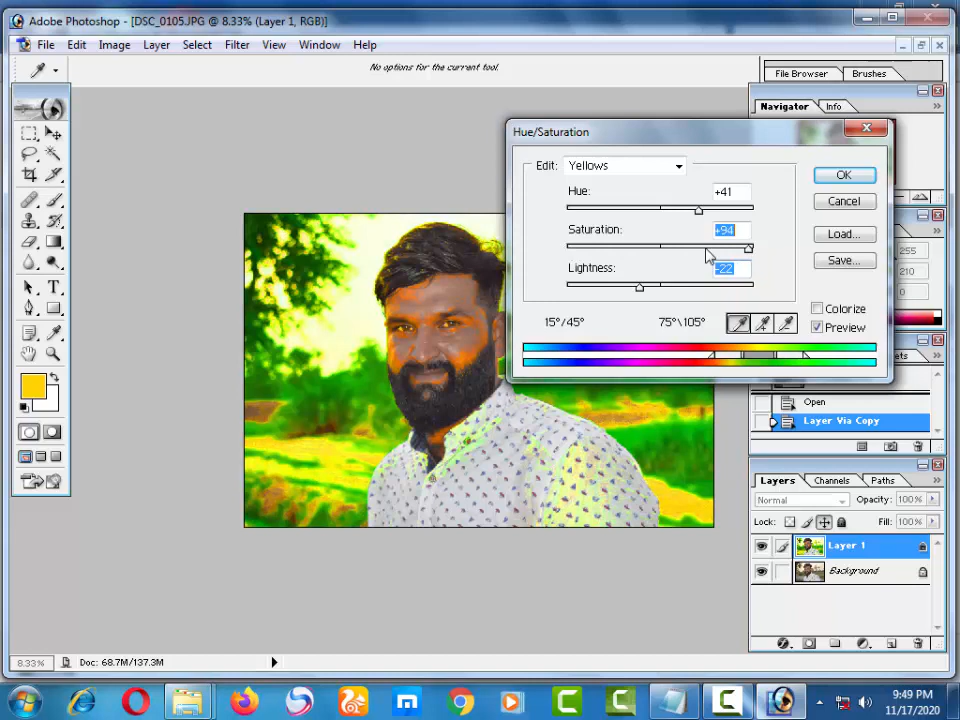 Adobe Photoshop - [DSC_0105.JPG @ 8.33% (Layer 1, RGB)]
File Edit Image Layer Select Filter View Window Help
No options for the current tool.
File Browser Brushes
Navigator Info
Hue/Saturation
Edit: Yellows
Hue: +41
Saturation: +94
Lightness: -22
15°/45° 75°\105°
OK
Cancel
Load...
Save...
Colorize
Preview
255
210
0
Open
Layer Via Copy
Layers Channels Paths
Normal Opacity: 100%
Lock: Fill: 100%
Layer 1
Background
8.33% Doc: 68.7M/137.3M
9:49 PM
11/17/2020